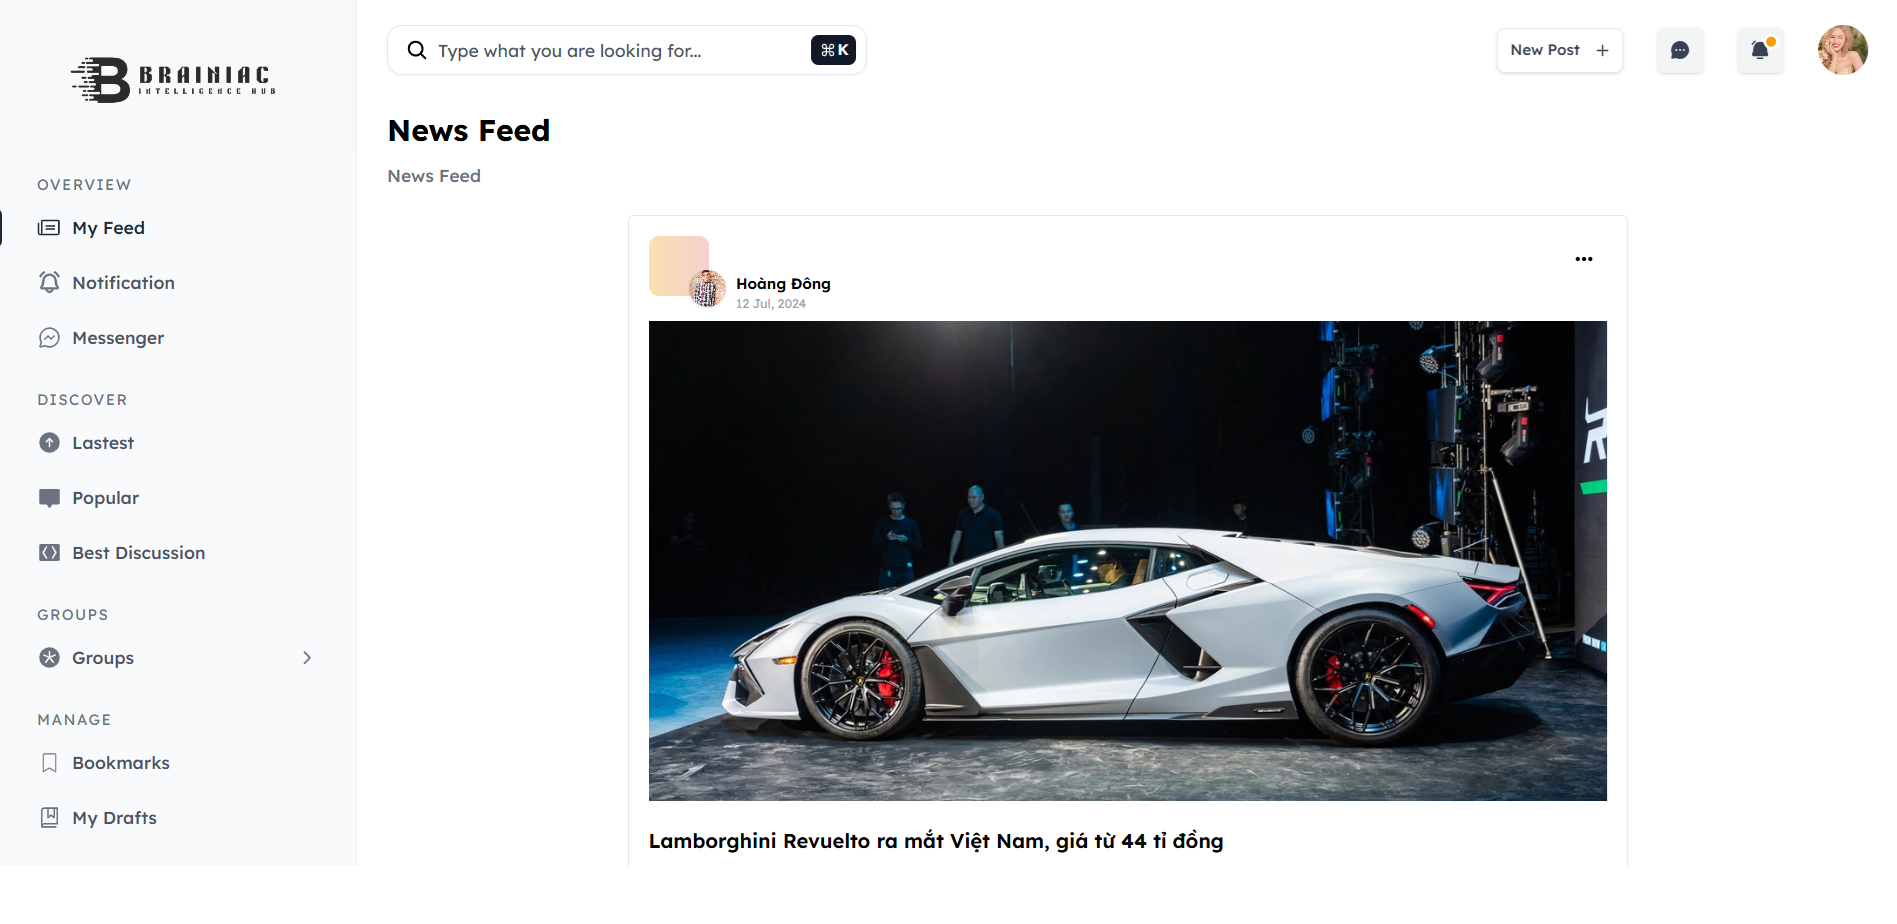 BRAINIAC
INTELLIGENCE HUB
Type what you are looking for...
⌘K
New Post +
News Feed
News Feed
OVERVIEW
My Feed
Notification
Messenger
DISCOVER
Lastest
Popular
Best Discussion
GROUPS
Groups
MANAGE
Bookmarks
My Drafts
Hoàng Đông
12 Jul, 2024
Lamborghini Revuelto ra mắt Việt Nam, giá từ 44 tỉ đồng